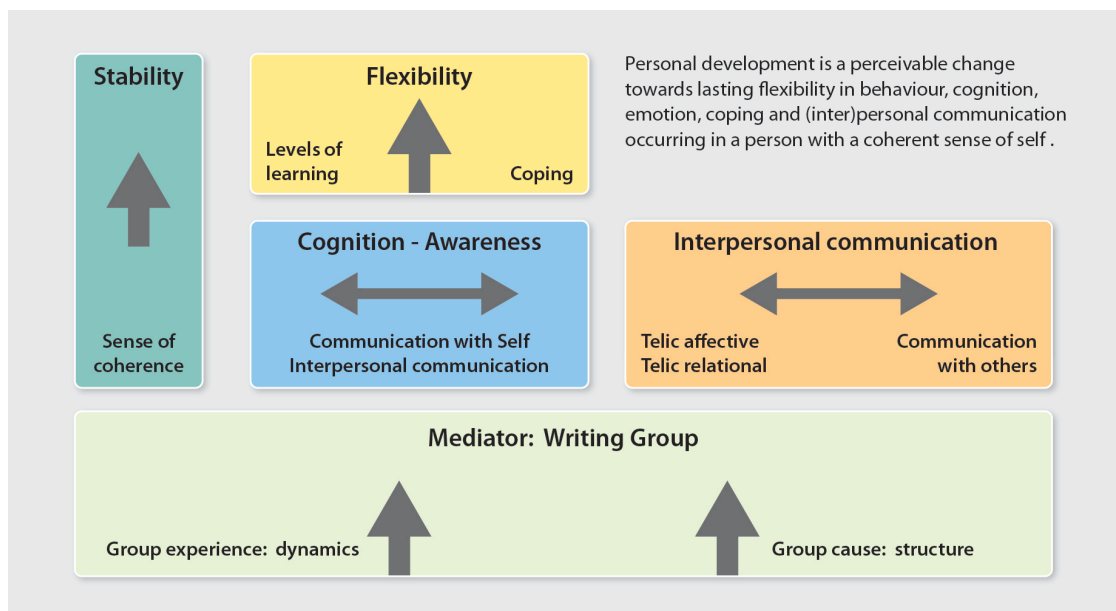 Stability
Sense of
coherence
Flexibility
Levels of
learning
Coping
Personal development is a perceivable change
towards lasting flexibility in behaviour, cognition,
emotion, coping and (inter)personal communication
occurring in a person with a coherent sense of self .
Cognition - Awareness
Communication with Self
Interpersonal communication
Interpersonal communication
Telic affective
Telic relational
Communication
with others
Mediator: Writing Group
Group experience: dynamics
Group cause: structure